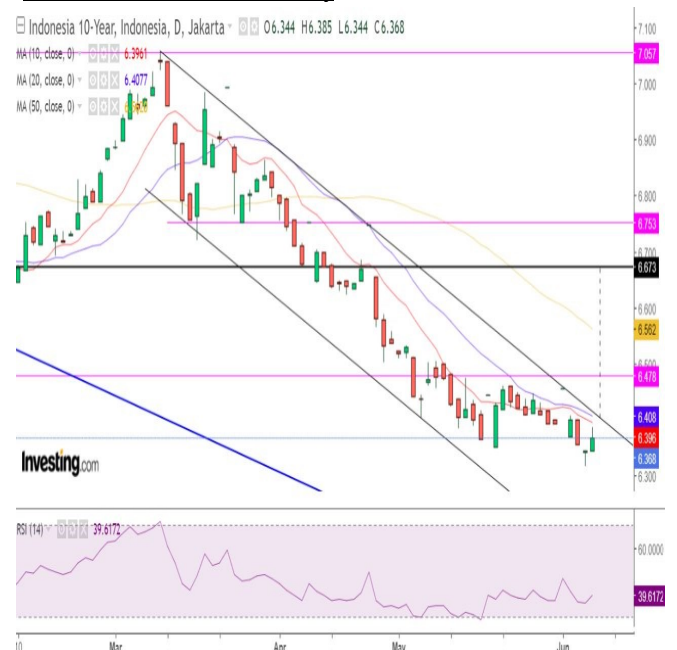 Indonesia 10-Year, Indonesia, D, Jakarta O6.344 H6.385 L6.344 C6.368
MA (10, close, 0) 6.3961
MA (20, close, 0) 6.4077
MA (50, close, 0)
7.100
7.057
7.000
6.900
6.800
6.753
6.700
6.673
6.600
6.562
6.500
6.478
6.408
6.396
6.368
6.300
Investing.com
RSI (14) 39.6172
60.0000
39.6172
Mar Apr May Jun